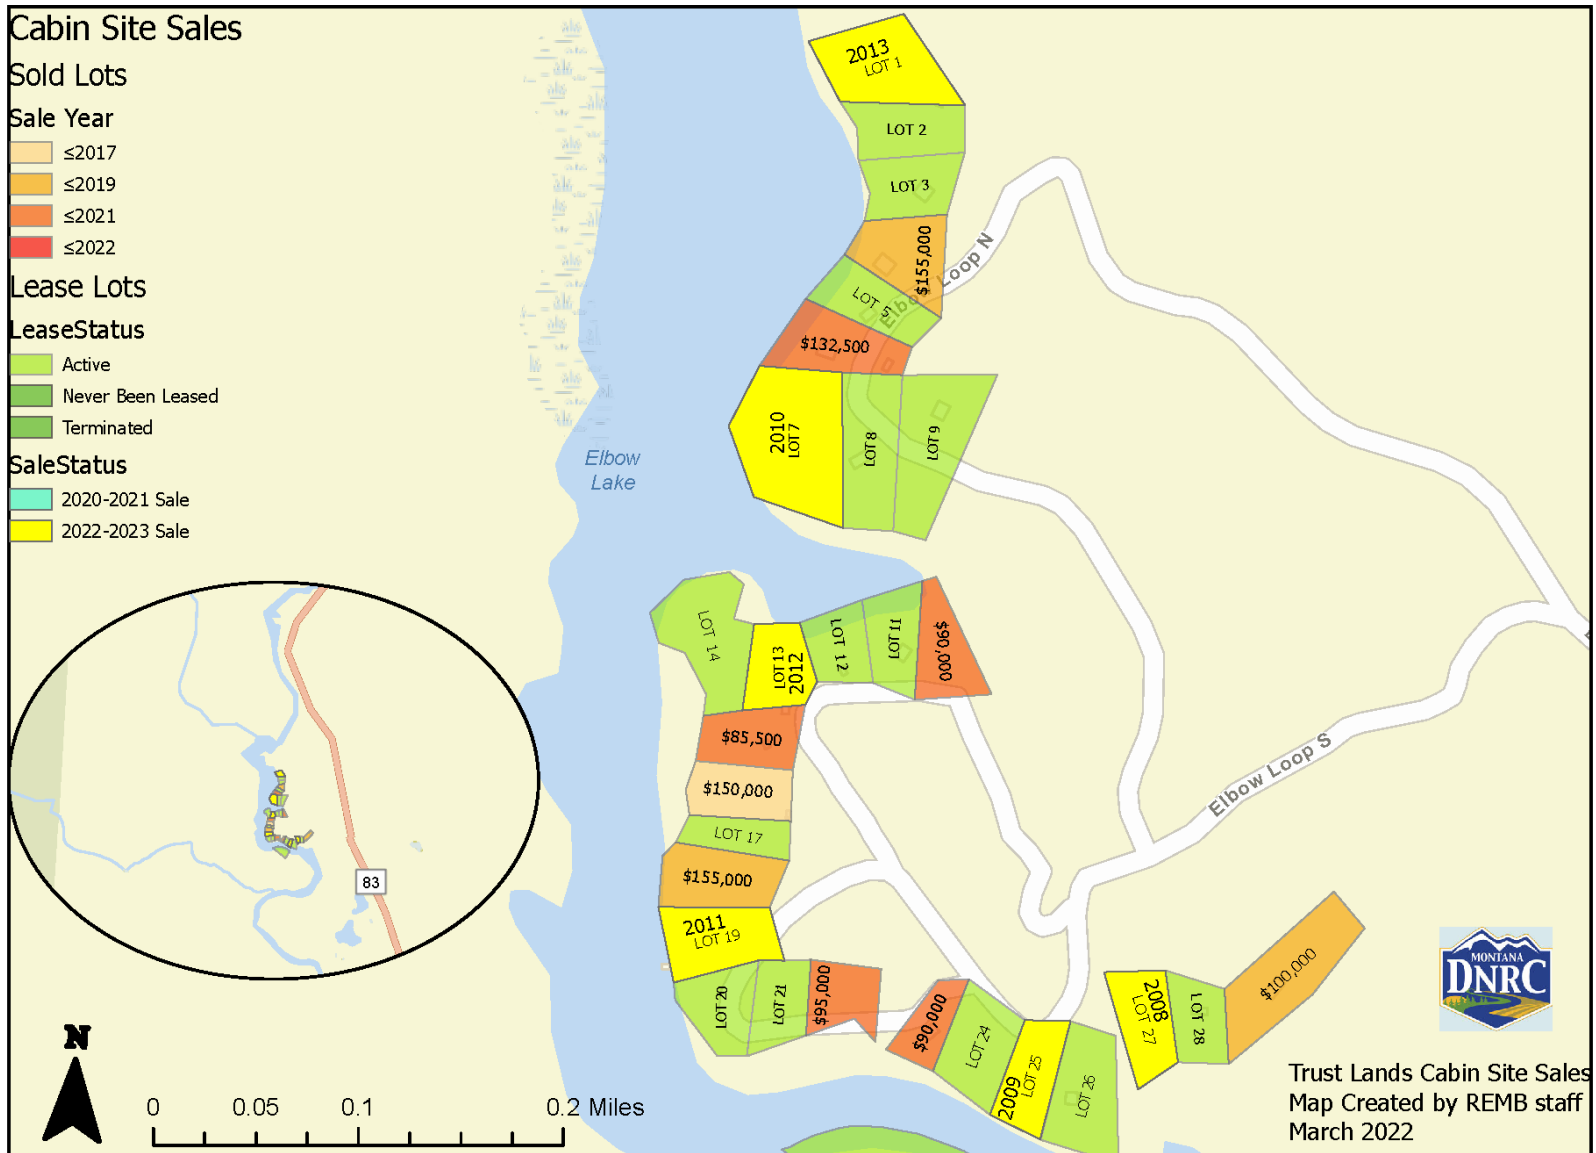 Cabin Site Sales
Sold Lots
Sale Year
≤2017
≤2019
≤2021
≤2022
Lease Lots
LeaseStatus
Active
Never Been Leased
Terminated
SaleStatus
2020-2021 Sale
2022-2023 Sale
2013
LOT 1
LOT 2
LOT 3
$155,000
Elbow Loop N
LOT 5
$132,500
2010
LOT 7
LOT 8
LOT 9
Elbow
Lake
LOT 14
LOT 13
2012
LOT 12
LOT 11
$90,000
$85,500
$150,000
LOT 17
$155,000
2011
LOT 19
LOT 20
LOT 21
$95,000
$90,000
LOT 24
2009
LOT 25
LOT 26
2008
LOT 27
LOT 28
$100,000
Elbow Loop S
83
N
0
0.05
0.1
0.2 Miles
MONTANA
DNRC
Trust Lands Cabin Site Sales
Map Created by REMB staff
March 2022